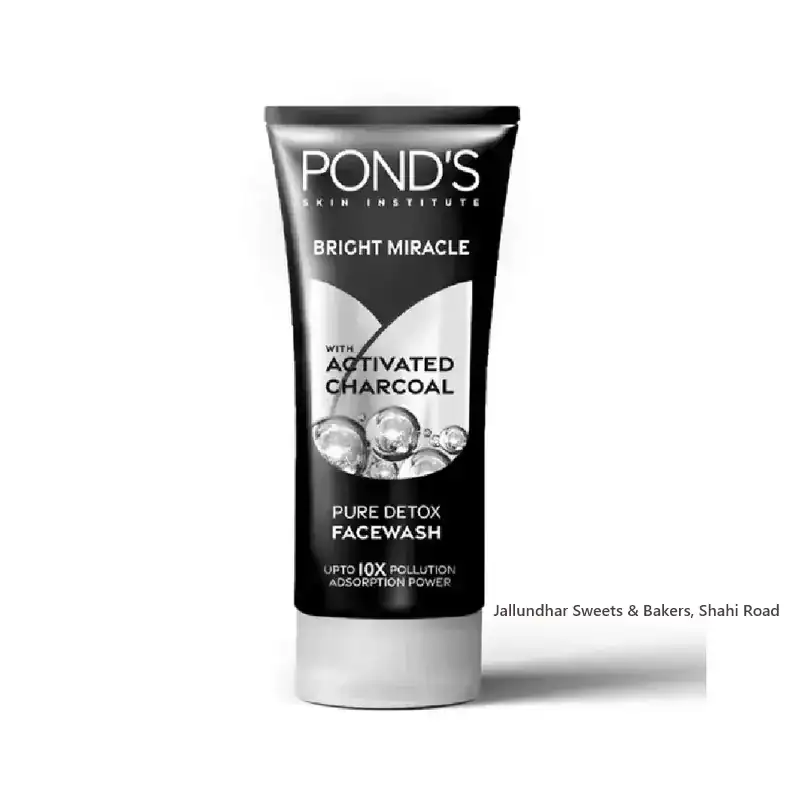 POND'S
SKIN INSTITUTE
BRIGHT MIRACLE
WITH
ACTIVATED
CHARCOAL
PURE DETOX
FACEWASH
UPTO 10X POLLUTION
ADSORPTION POWER
Jallundhar Sweets & Bakers, Shahi Road